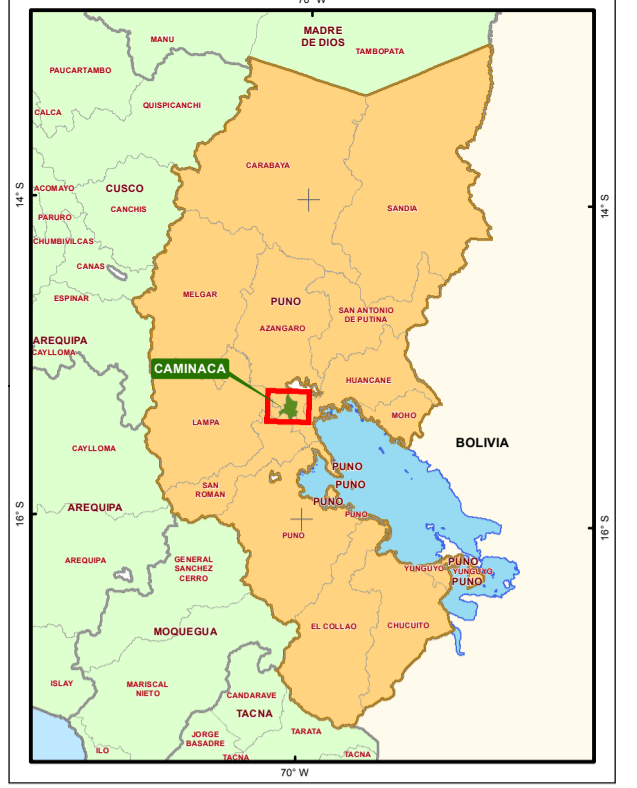 70° W
MADRE
DE DIOS
MANU
TAMBOPATA
PAUCARTAMBO
QUISPICANCHI
CALCA
CARABAYA
ACOMAYO
CUSCO
14° S
14° S
CANCHIS
SANDIA
PARURO
CHUMBIVILCAS
CANAS
ESPINAR
MELGAR
PUNO
SAN ANTONIO
DE PUTINA
AZANGARO
AREQUIPA
CAYLLOMA
CAMINACA
HUANCANE
LAMPA
MOHO
BOLIVIA
CAYLLOMA
PUNO
PUNO
SAN
ROMAN
PUNO
AREQUIPA
PUNO
16° S
16° S
PUNO
AREQUIPA
GENERAL
SANCHEZ
CERRO
YUNGUYO
PUNO
YUNGUYO
PUNO
MOQUEGUA
EL COLLAO
CHUCUITO
ISLAY
MARISCAL
NIETO
CANDARAVE
TACNA
JORGE
BASADRE
TARATA
ILO
TACNA
TACNA
70° W